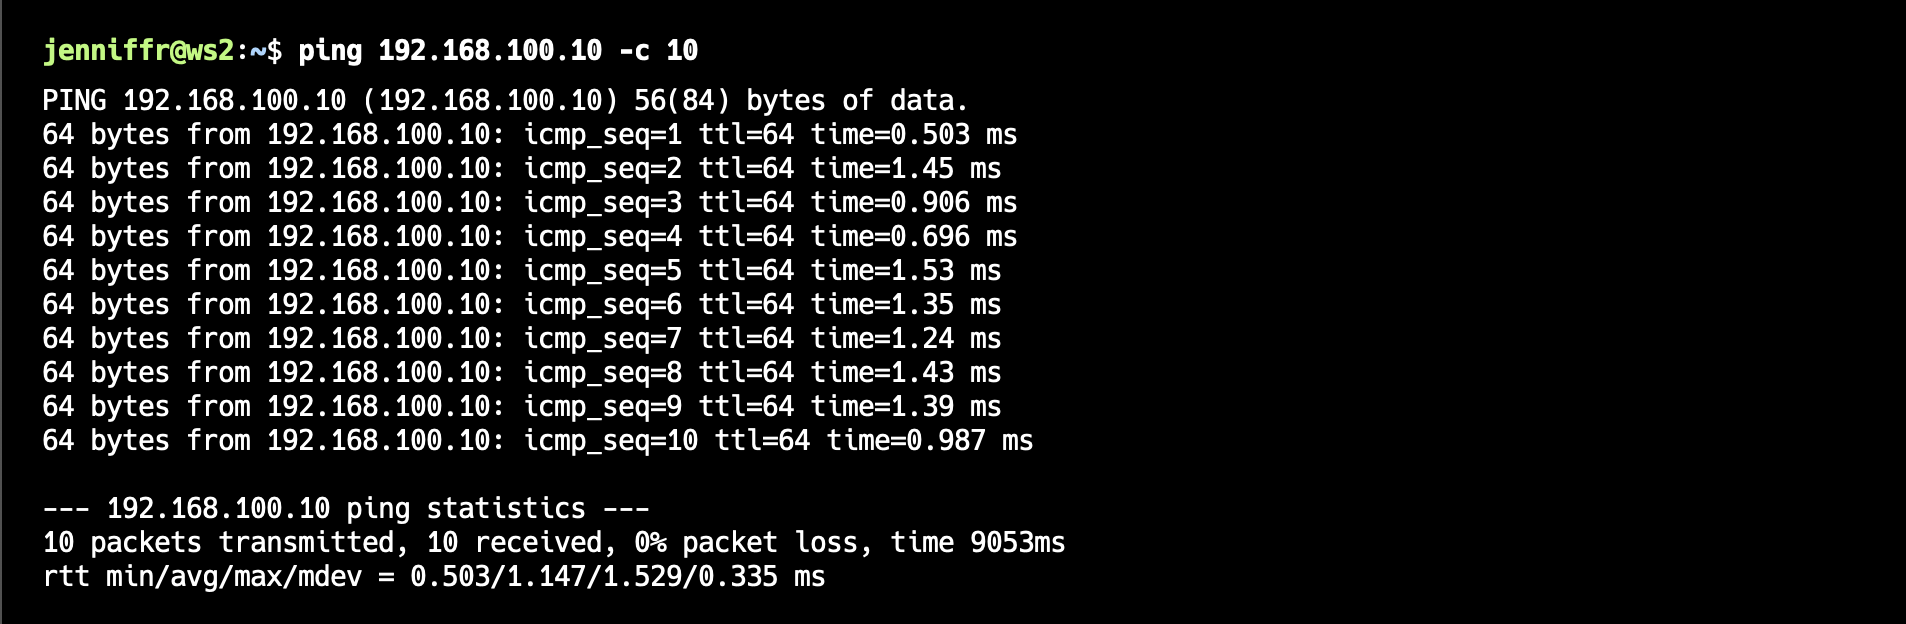 jenniffr@ws2:~$ ping 192.168.100.10 -c 10
PING 192.168.100.10 (192.168.100.10) 56(84) bytes of data.
64 bytes from 192.168.100.10: icmp_seq=1 ttl=64 time=0.503 ms
64 bytes from 192.168.100.10: icmp_seq=2 ttl=64 time=1.45 ms
64 bytes from 192.168.100.10: icmp_seq=3 ttl=64 time=0.906 ms
64 bytes from 192.168.100.10: icmp_seq=4 ttl=64 time=0.696 ms
64 bytes from 192.168.100.10: icmp_seq=5 ttl=64 time=1.53 ms
64 bytes from 192.168.100.10: icmp_seq=6 ttl=64 time=1.35 ms
64 bytes from 192.168.100.10: icmp_seq=7 ttl=64 time=1.24 ms
64 bytes from 192.168.100.10: icmp_seq=8 ttl=64 time=1.43 ms
64 bytes from 192.168.100.10: icmp_seq=9 ttl=64 time=1.39 ms
64 bytes from 192.168.100.10: icmp_seq=10 ttl=64 time=0.987 ms
--- 192.168.100.10 ping statistics ---
10 packets transmitted, 10 received, 0% packet loss, time 9053ms
rtt min/avg/max/mdev = 0.503/1.147/1.529/0.335 ms